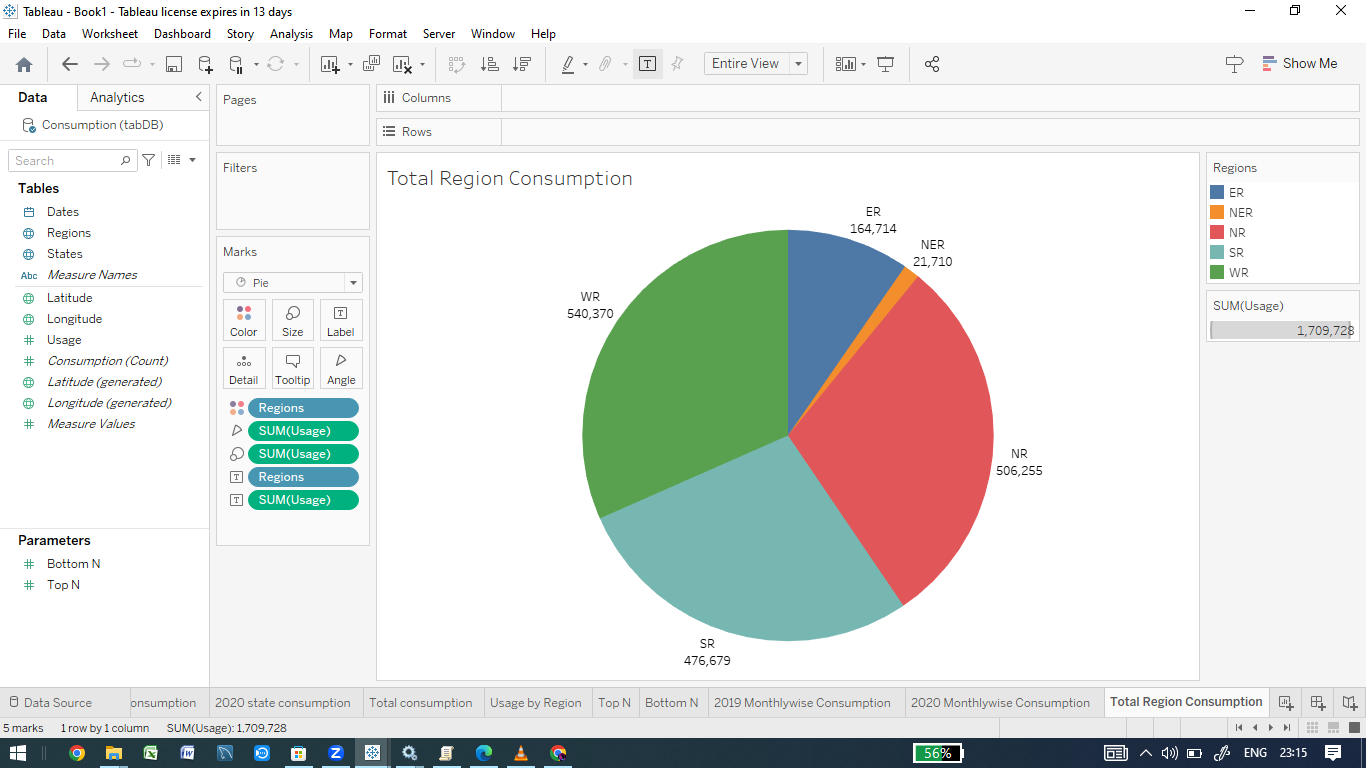 Tableau - Book1 - Tableau license expires in 13 days
File Data Worksheet Dashboard Story Analysis Map Format Server Window Help
Entire View
Show Me
Data Analytics
Consumption (tabDB)
Search
Tables
Dates
Regions
States
Abc Measure Names
Latitude
Longitude
Usage
Consumption (Count)
Latitude (generated)
Longitude (generated)
Measure Values
Parameters
Bottom N
Top N
Pages
Filters
Marks
Pie
Color Size Label
Detail Tooltip Angle
Regions
SUM(Usage)
SUM(Usage)
Regions
SUM(Usage)
Columns
Rows
Total Region Consumption
ER
164,714
NER
21,710
WR
540,370
NR
506,255
SR
476,679
Regions
ER
NER
NR
SR
WR
SUM(Usage)
1,709,728
Data Source onsumption 2020 state consumption Total consumption Usage by Region Top N Bottom N 2019 Monthlywise Consumption 2020 Monthlywise Consumption Total Region Consumption
5 marks 1 row by 1 column SUM(Usage): 1,709,728
56% ENG 23:15